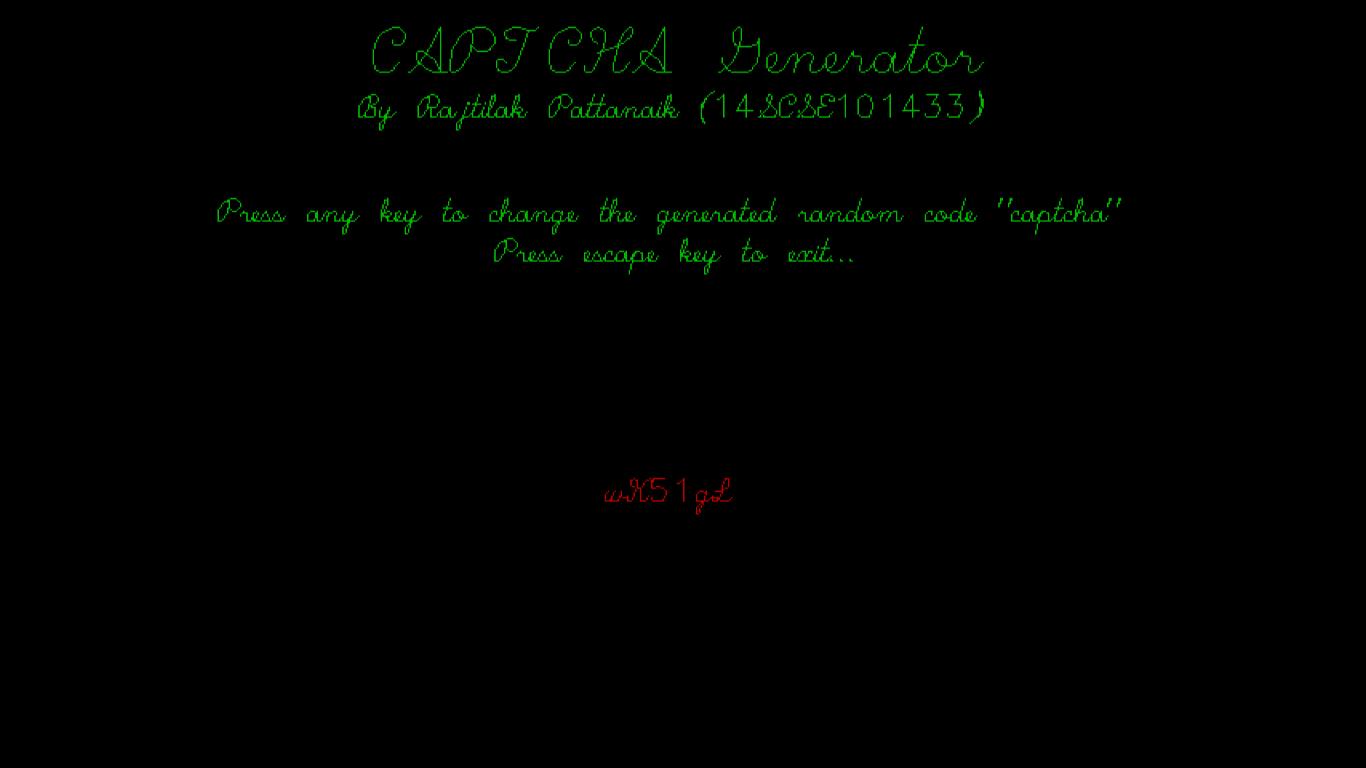 CAPTCHA Generator
By Rajtilak Pattanaik (14SCSE101433)
Press any key to change the generated random code "captcha"
Press escape key to exit...
wX51gL